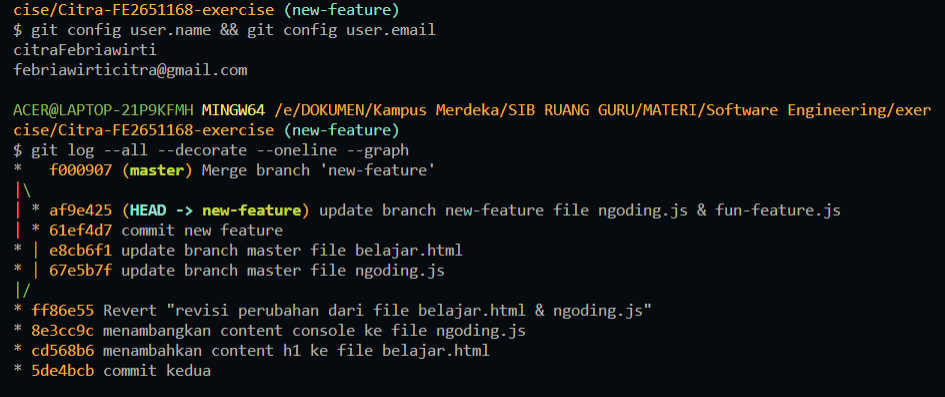 cise/Citra-FE2651168-exercise (new-feature)
$ git config user.name && git config user.email
citraFebriawirti
febriawirticitra@gmail.com
ACER@LAPTOP-21P9KFMH MINGW64 /e/DOKUMEN/Kampus Merdeka/SIB RUANG GURU/MATERI/Software Engineering/exer
cise/Citra-FE2651168-exercise (new-feature)
$ git log --all --decorate --oneline --graph
*   f000907 (master) Merge branch 'new-feature'
|\
| * af9e425 (HEAD -> new-feature) update branch new-feature file ngoding.js & fun-feature.js
| * 61ef4d7 commit new feature
* | e8cb6f1 update branch master file belajar.html
* | 67e5b7f update branch master file ngoding.js
|/
* ff86e55 Revert "revisi perubahan dari file belajar.html & ngoding.js"
* 8e3cc9c menambangkan content console ke file ngoding.js
* cd568b6 menambahkan content h1 ke file belajar.html
* 5de4bcb commit kedua